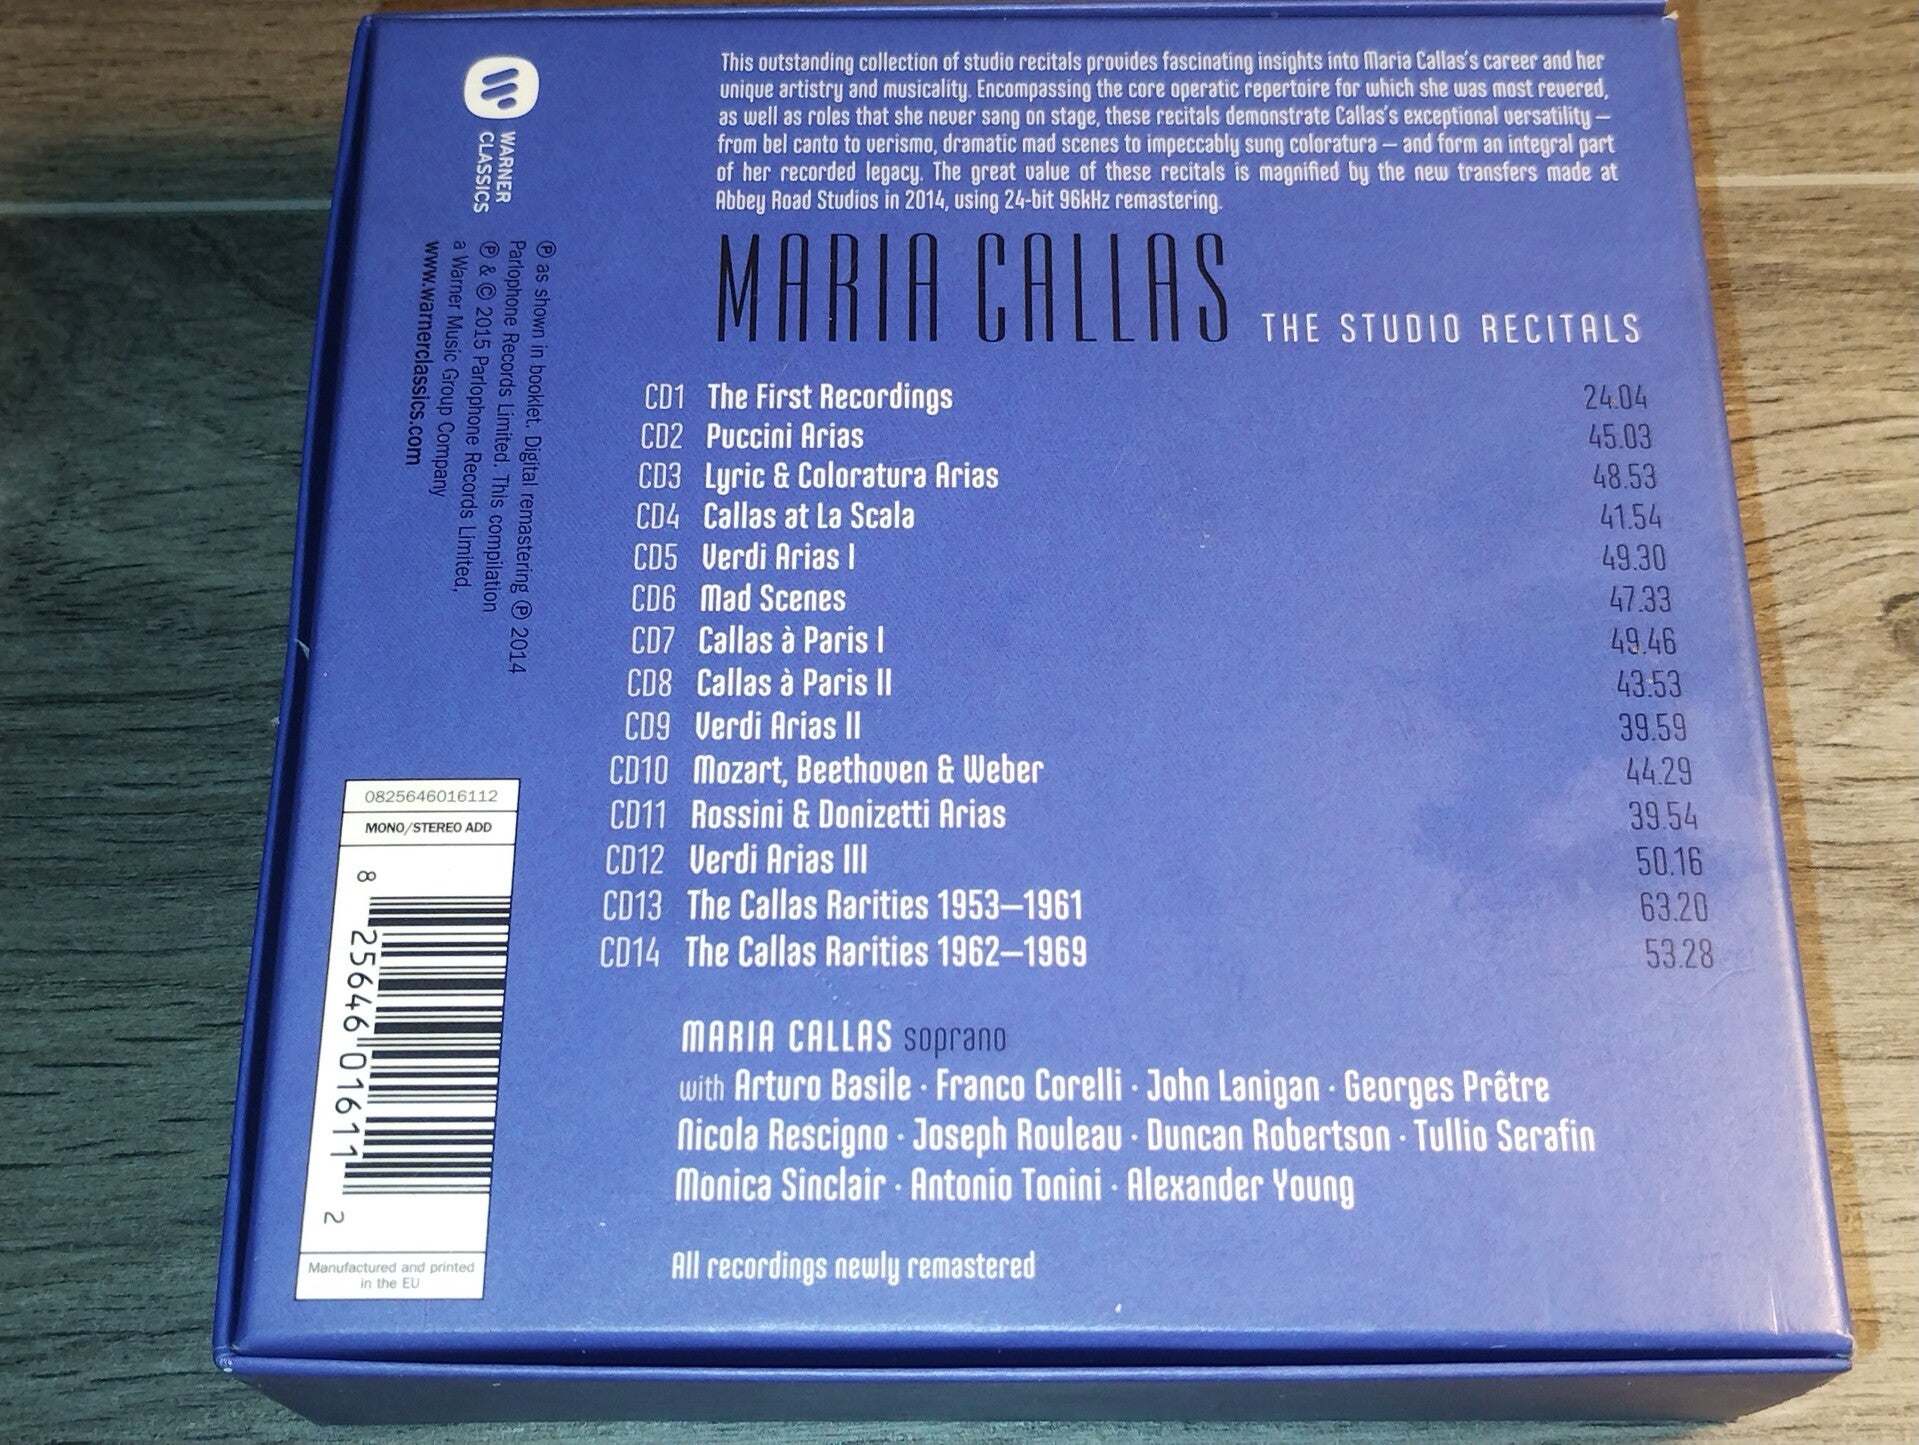 This outstanding collection of studio recitals provides fascinating insights into Maria Callas's career and her
unique artistry and musicality. Encompassing the core operatic repertoire for which she was most revered,
as well as roles that she never sang on stage, these recitals demonstrate Callas's exceptional versatility –
from bel canto to verismo, dramatic mad scenes to impeccably sung coloratura – and form an integral part
of her recorded legacy. The great value of these recitals is magnified by the new transfers made at
Abbey Road Studios in 2014, using 24-bit 96kHz remastering.
MARIA CALLAS THE STUDIO RECITALS
CD1 The First Recordings 24.04
CD2 Puccini Arias 45.03
CD3 Lyric & Coloratura Arias 48.53
CD4 Callas at La Scala 41.54
CD5 Verdi Arias I 49.30
CD6 Mad Scenes 47.33
CD7 Callas à Paris I 49.46
CD8 Callas à Paris II 43.53
CD9 Verdi Arias II 39.59
CD10 Mozart, Beethoven & Weber 44.29
CD11 Rossini & Donizetti Arias 39.54
CD12 Verdi Arias III 50.16
CD13 The Callas Rarities 1953–1961 63.20
CD14 The Callas Rarities 1962–1969 53.28
MARIA CALLAS soprano
with Arturo Basile · Franco Corelli · John Lanigan · Georges Prêtre
Nicola Rescigno · Joseph Rouleau · Duncan Robertson · Tullio Serafin
Monica Sinclair · Antonio Tonini · Alexander Young
All recordings newly remastered
WARNER
CLASSICS
℗ as shown in booklet. Digital remastering ℗ 2014
Parlophone Records Limited. This compilation
℗ & © 2015 Parlophone Records Limited,
a Warner Music Group Company
www.warnerclassics.com
0825646016112
MONO/STEREO ADD
8 25646 01611 2
Manufactured and printed
in the EU